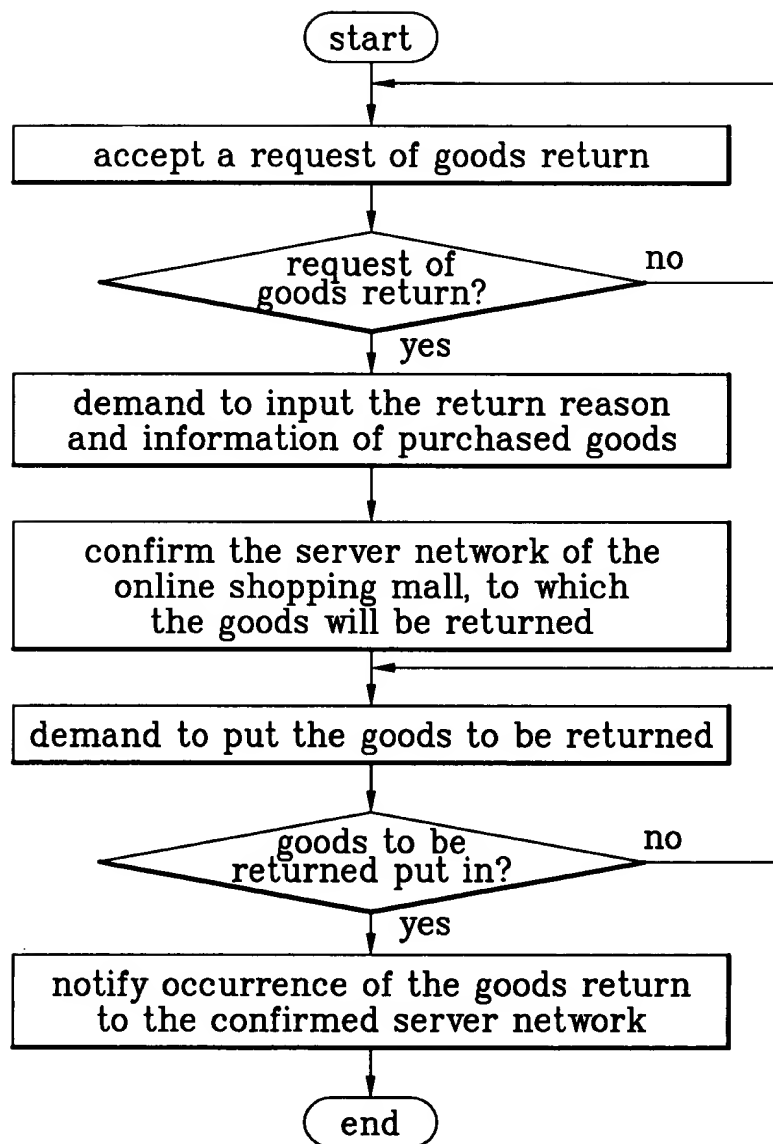 start
accept a request of goods return
request of
goods return?
no
yes
demand to input the return reason
and information of purchased goods
confirm the server network of the
online shopping mall, to which
the goods will be returned
demand to put the goods to be returned
goods to be
returned put in?
no
yes
notify occurrence of the goods return
to the confirmed server network
end